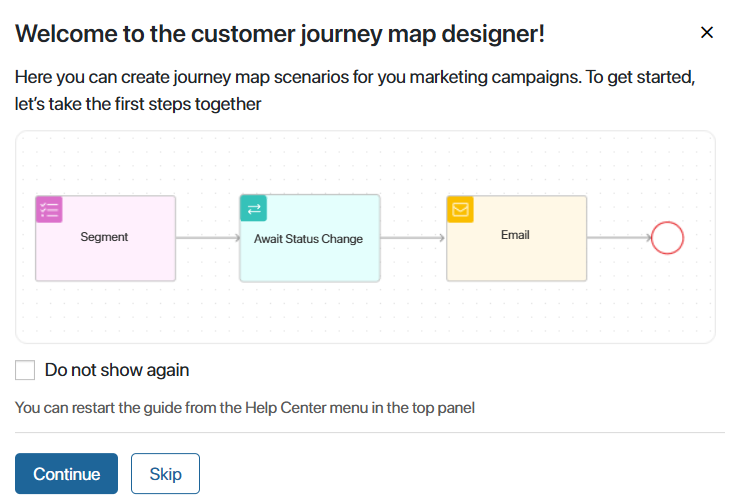 Welcome to the customer journey map designer!
Here you can create journey map scenarios for you marketing campaigns. To get started,
let's take the first steps together
Segment
Await Status Change
Email
Do not show again
You can restart the guide from the Help Center menu in the top panel
Continue
Skip